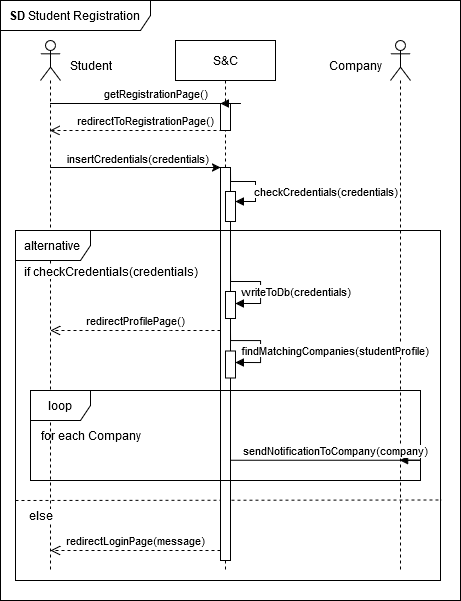 SD Student Registration
Student
S&C
Company
getRegistrationPage()
redirectToRegistrationPage()
insertCredentials(credentials)
checkCredentials(credentials)
alternative
if checkCredentials(credentials)
writeToDb(credentials)
redirectProfilePage()
findMatchingCompanies(studentProfile)
loop
for each Company
sendNotificationToCompany(company)
else
redirectLoginPage(message)